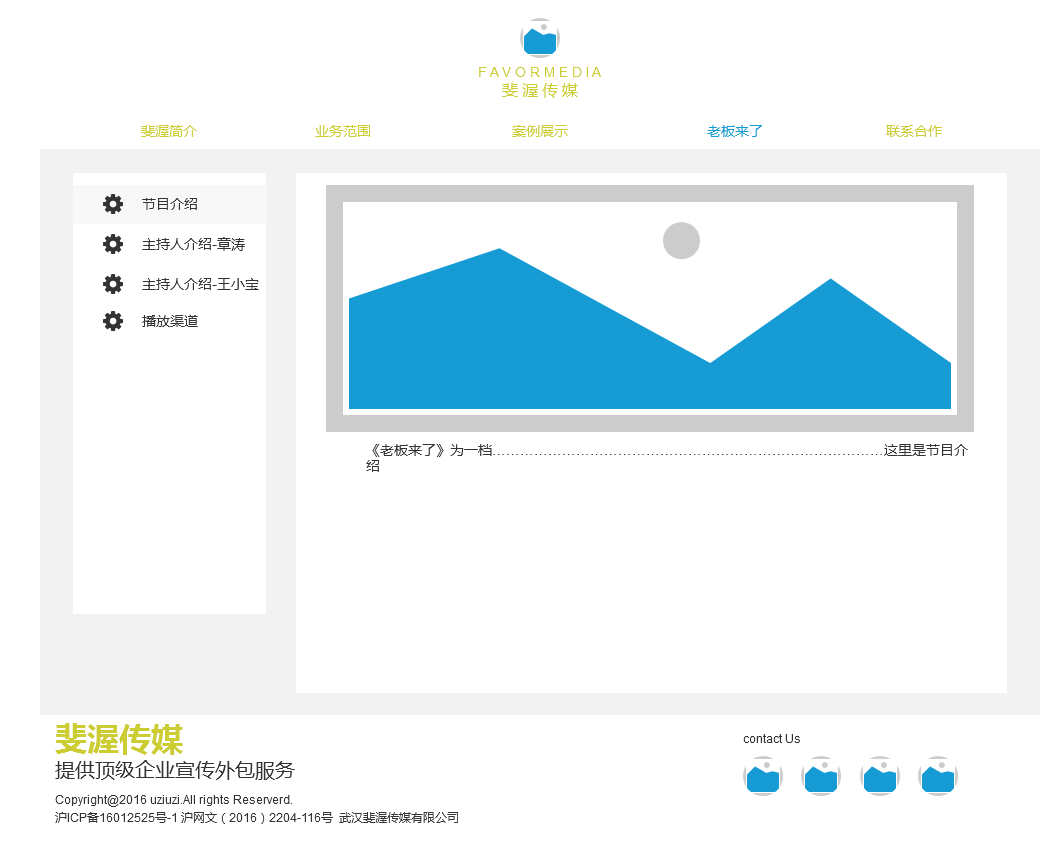 FAVORMEDIA
斐渥传媒
斐渥简介 业务范围 案例展示 老板来了 联系合作
节目介绍
主持人介绍-章涛
主持人介绍-王小宝
播放渠道
《老板来了》为一档…………………………………………………………………………这里是节目介
绍
斐渥传媒
提供顶级企业宣传外包服务
Copyright@2016 uziuzi.All rights Reserverd.
沪ICP备16012525号-1 沪网文（2016）2204-116号 武汉斐渥传媒有限公司
contact Us